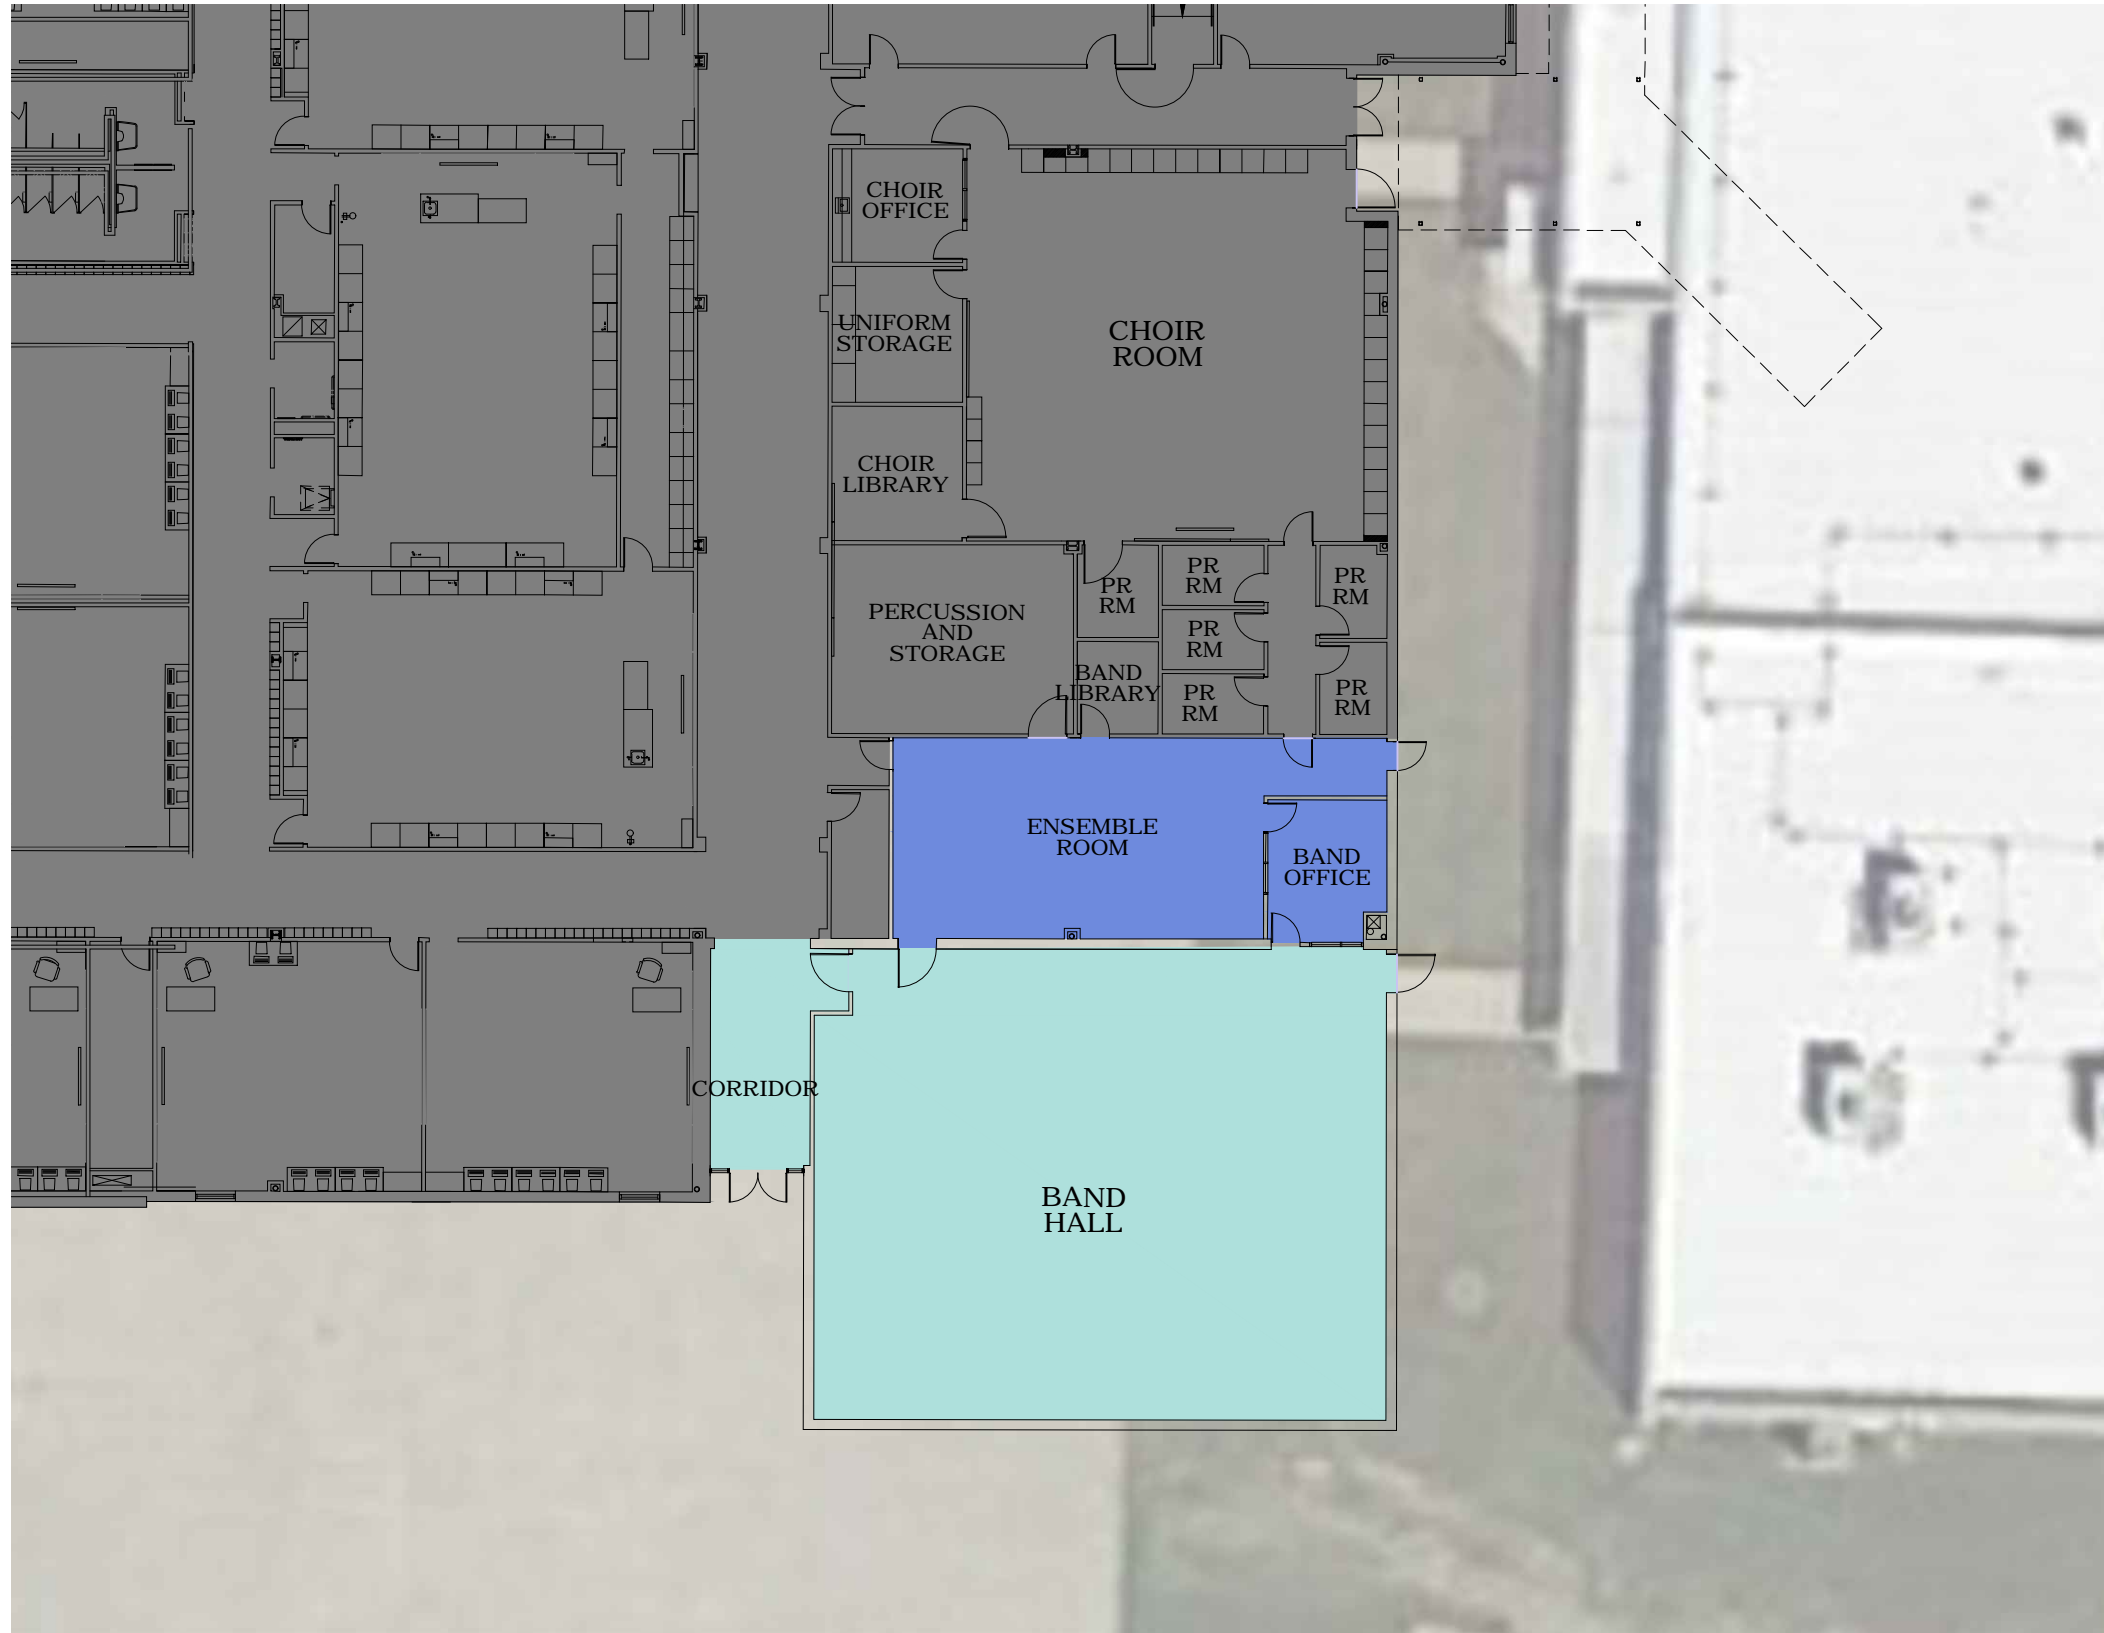 CHOIR
OFFICE
UNIFORM
STORAGE
CHOIR
ROOM
CHOIR
LIBRARY
PERCUSSION
AND
STORAGE
PR
RM
PR
RM
PR
RM
PR
RM
BAND
LIBRARY
PR
RM
PR
RM
ENSEMBLE
ROOM
BAND
OFFICE
CORRIDOR
BAND
HALL